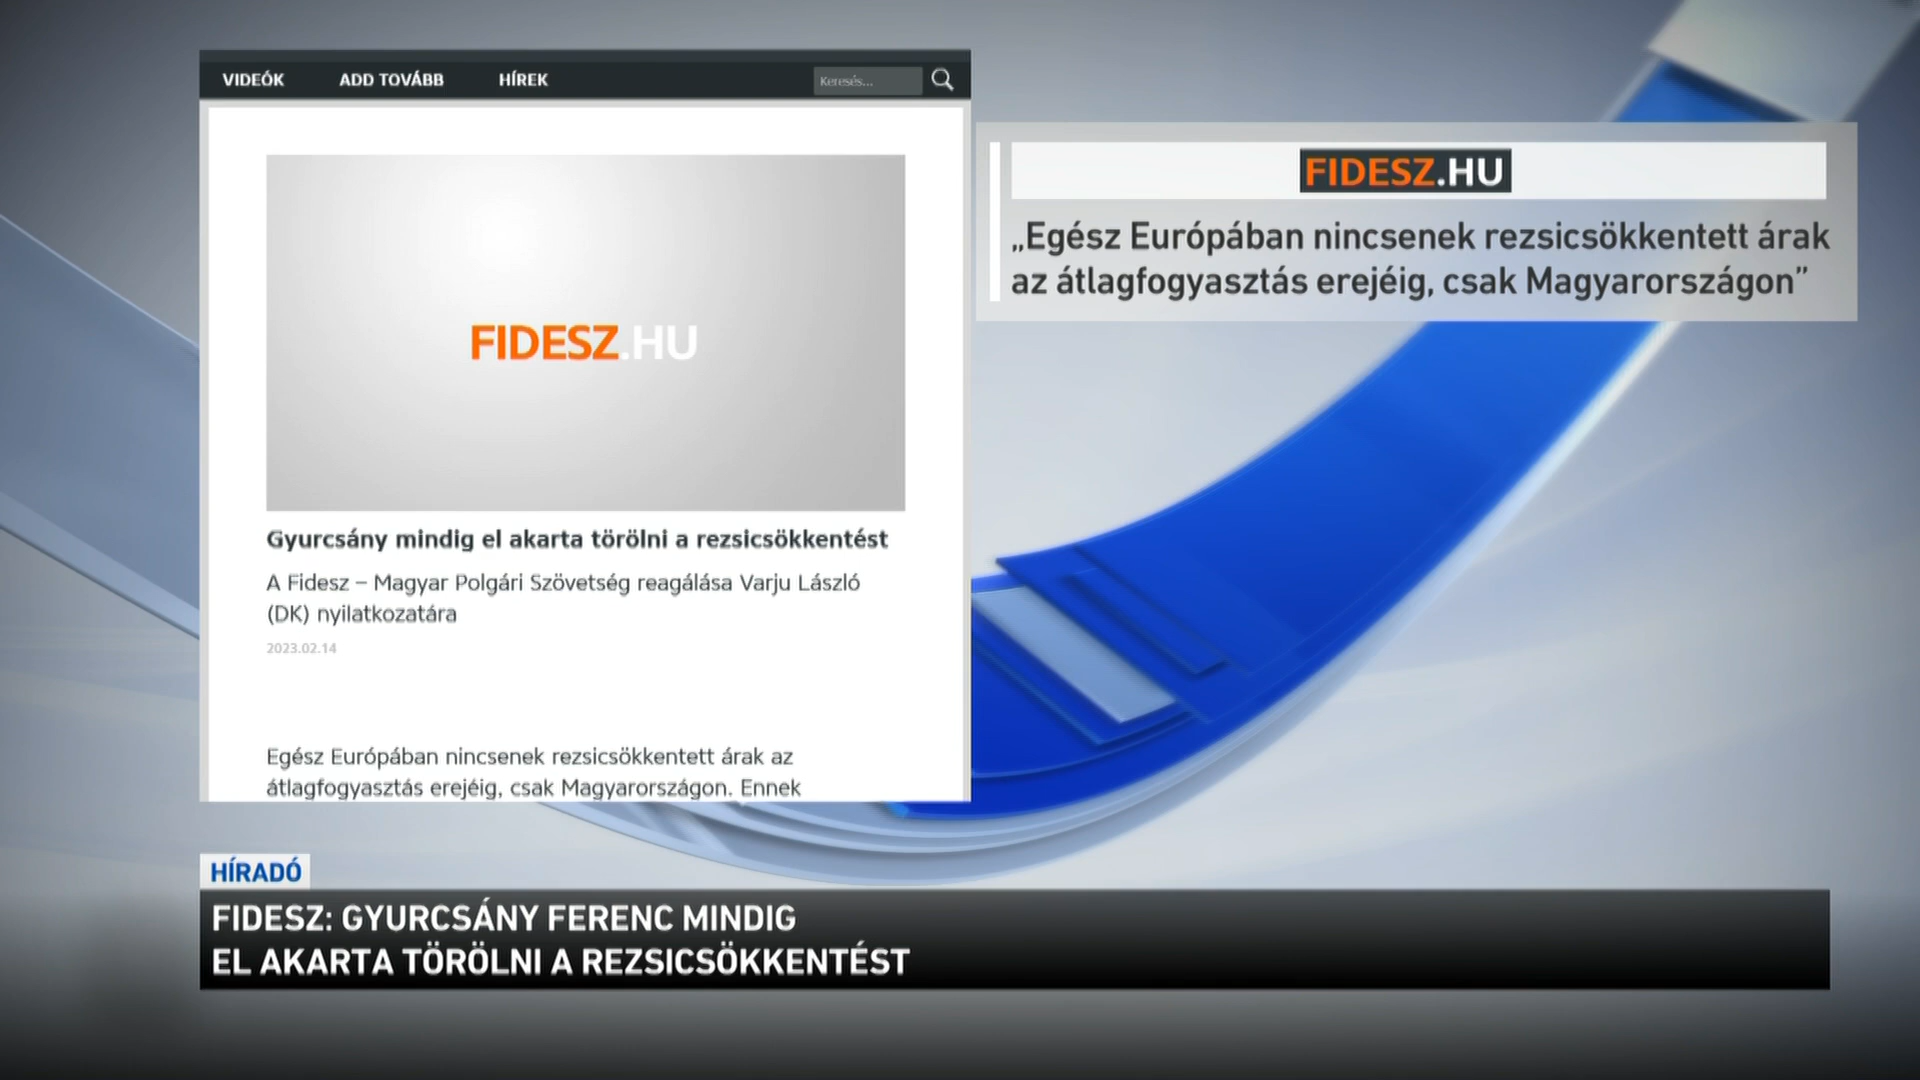 VIDEÓK ADD TOVÁBB HÍREK Keresés...
FIDESZ.HU
Gyurcsány mindig el akarta törölni a rezsicsökkentést
A Fidesz – Magyar Polgári Szövetség reagálása Varju László
(DK) nyilatkozatára
2023.02.14
Egész Európában nincsenek rezsicsökkentett árak az
átlagfogyasztás erejéig, csak Magyarországon. Ennek
FIDESZ.HU
„Egész Európában nincsenek rezsicsökkentett árak
az átlagfogyasztás erejéig, csak Magyarországon”
HÍRADÓ
FIDESZ: GYURCSÁNY FERENC MINDIG
EL AKARTA TÖRÖLNI A REZSICSÖKKENTÉST